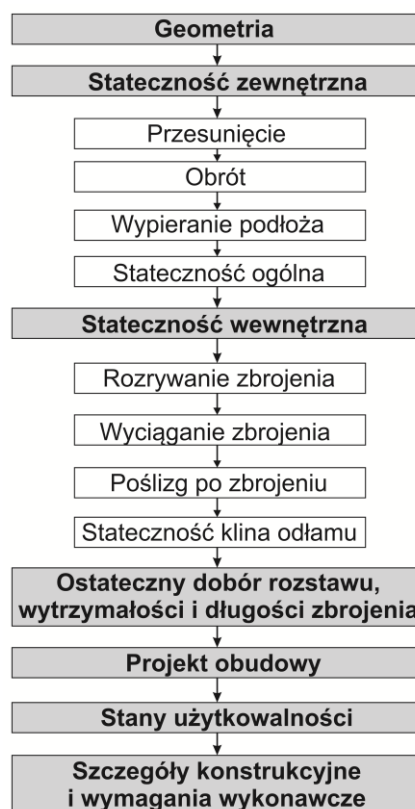 Geometria
Stateczność zewnętrzna
Przesunięcie
Obrót
Wypieranie podłoża
Stateczność ogólna
Stateczność wewnętrzna
Rozrywanie zbrojenia
Wyciąganie zbrojenia
Poślizg po zbrojeniu
Stateczność klina odłamu
Ostateczny dobór rozstawu,
wytrzymałości i długości zbrojenia
Projekt obudowy
Stany użytkowalności
Szczegóły konstrukcyjne
i wymagania wykonawcze